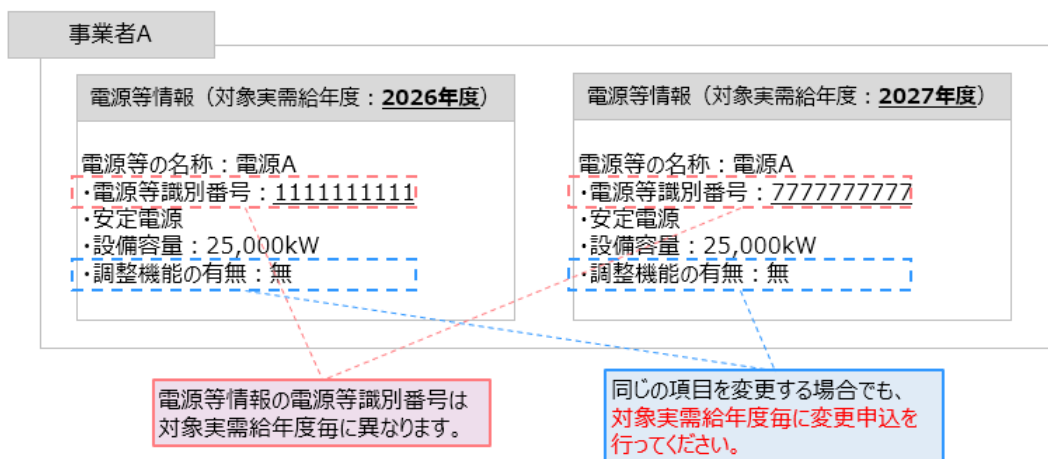 事業者A
電源等情報（対象実需給年度：2026年度）
電源等の名称：電源A
・電源等識別番号：1111111111
・安定電源
・設備容量：25,000kW
・調整機能の有無：無
電源等情報（対象実需給年度：2027年度）
電源等の名称：電源A
・電源等識別番号：7777777777
・安定電源
・設備容量：25,000kW
・調整機能の有無：無
電源等情報の電源等識別番号は
対象実需給年度毎に異なります。
同じの項目を変更する場合でも、
対象実需給年度毎に変更申込を
行ってください。